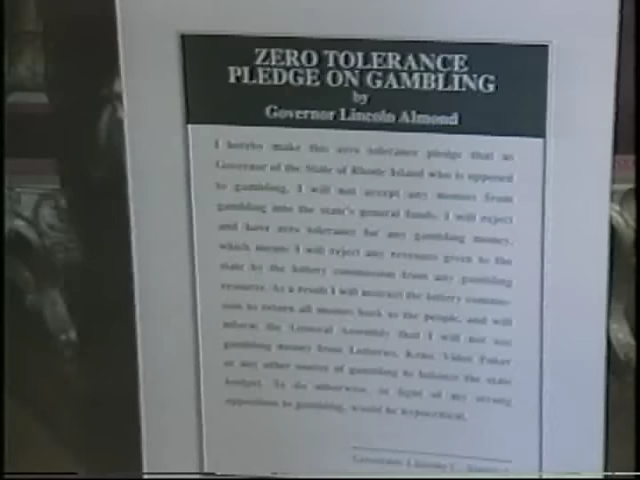 ZERO TOLERANCE
PLEDGE ON GAMBLING
by
Governor Lincoln Almond
I hereby make this zero tolerance pledge that as
Governor of the State of Rhode Island who is opposed
to gambling, I will not accept any monies from
gambling into the state's general funds. I will reject
and have zero tolerance for any gambling money,
which means I will reject any revenues given to the
state by the lottery commission from any gambling
resource. As a result I will instruct the lottery commis-
sion to return all monies back to the people, and will
inform the General Assembly that I will not use
gambling money from Lotteries, Keno, Video Poker
or any other source of gambling to balance the state
budget. To do otherwise, in light of my strong
opposition to gambling, would be hypocritical.
Governor Lincoln C. Almond